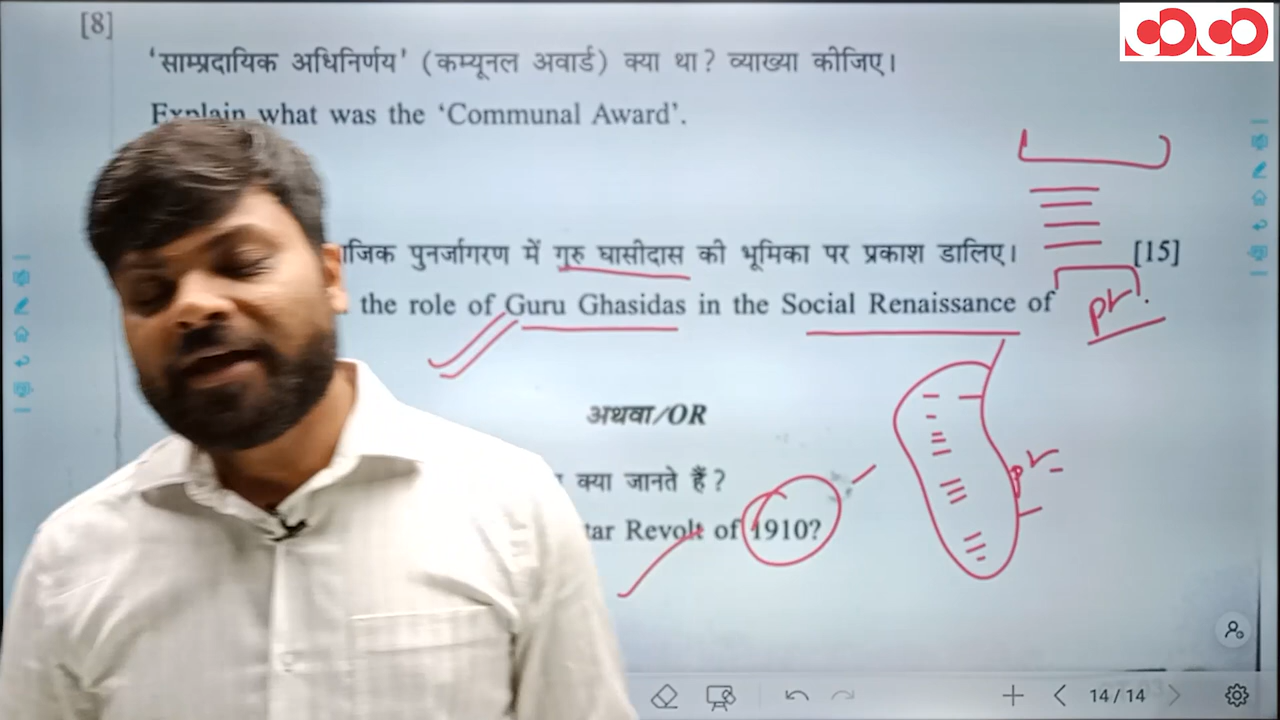 [8]
'साम्प्रदायिक अधिनिर्णय' (कम्यूनल अवार्ड) क्या था? व्याख्या कीजिए।
Explain what was the 'Communal Award'.
पुनर्जागरण में गुरु घासीदास की भूमिका पर प्रकाश डालिए। [15]
the role of Guru Ghasidas in the Social Renaissance of
pr
अथवा/OR
क्या जानते हैं?
Revolt of 1910?
pr
14/14